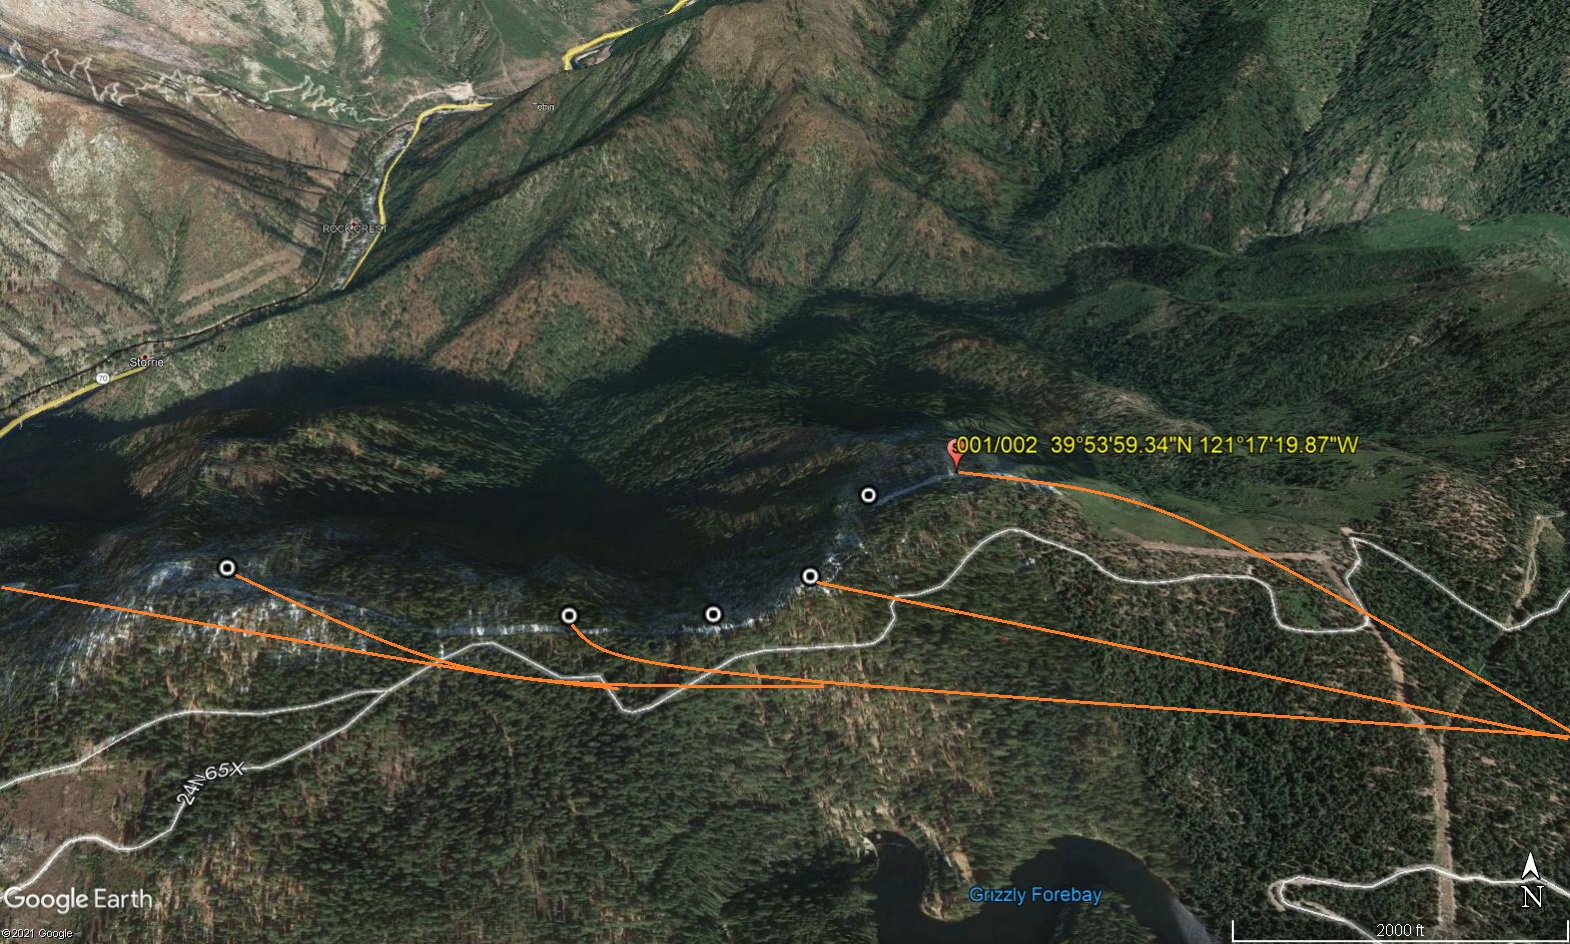 Tobin
ROCK CREST
Storrie
70
001/002 39°53'59.34"N 121°17'19.87"W
24N65X
Grizzly Forebay
Google Earth
N
©2021 Google
2000 ft